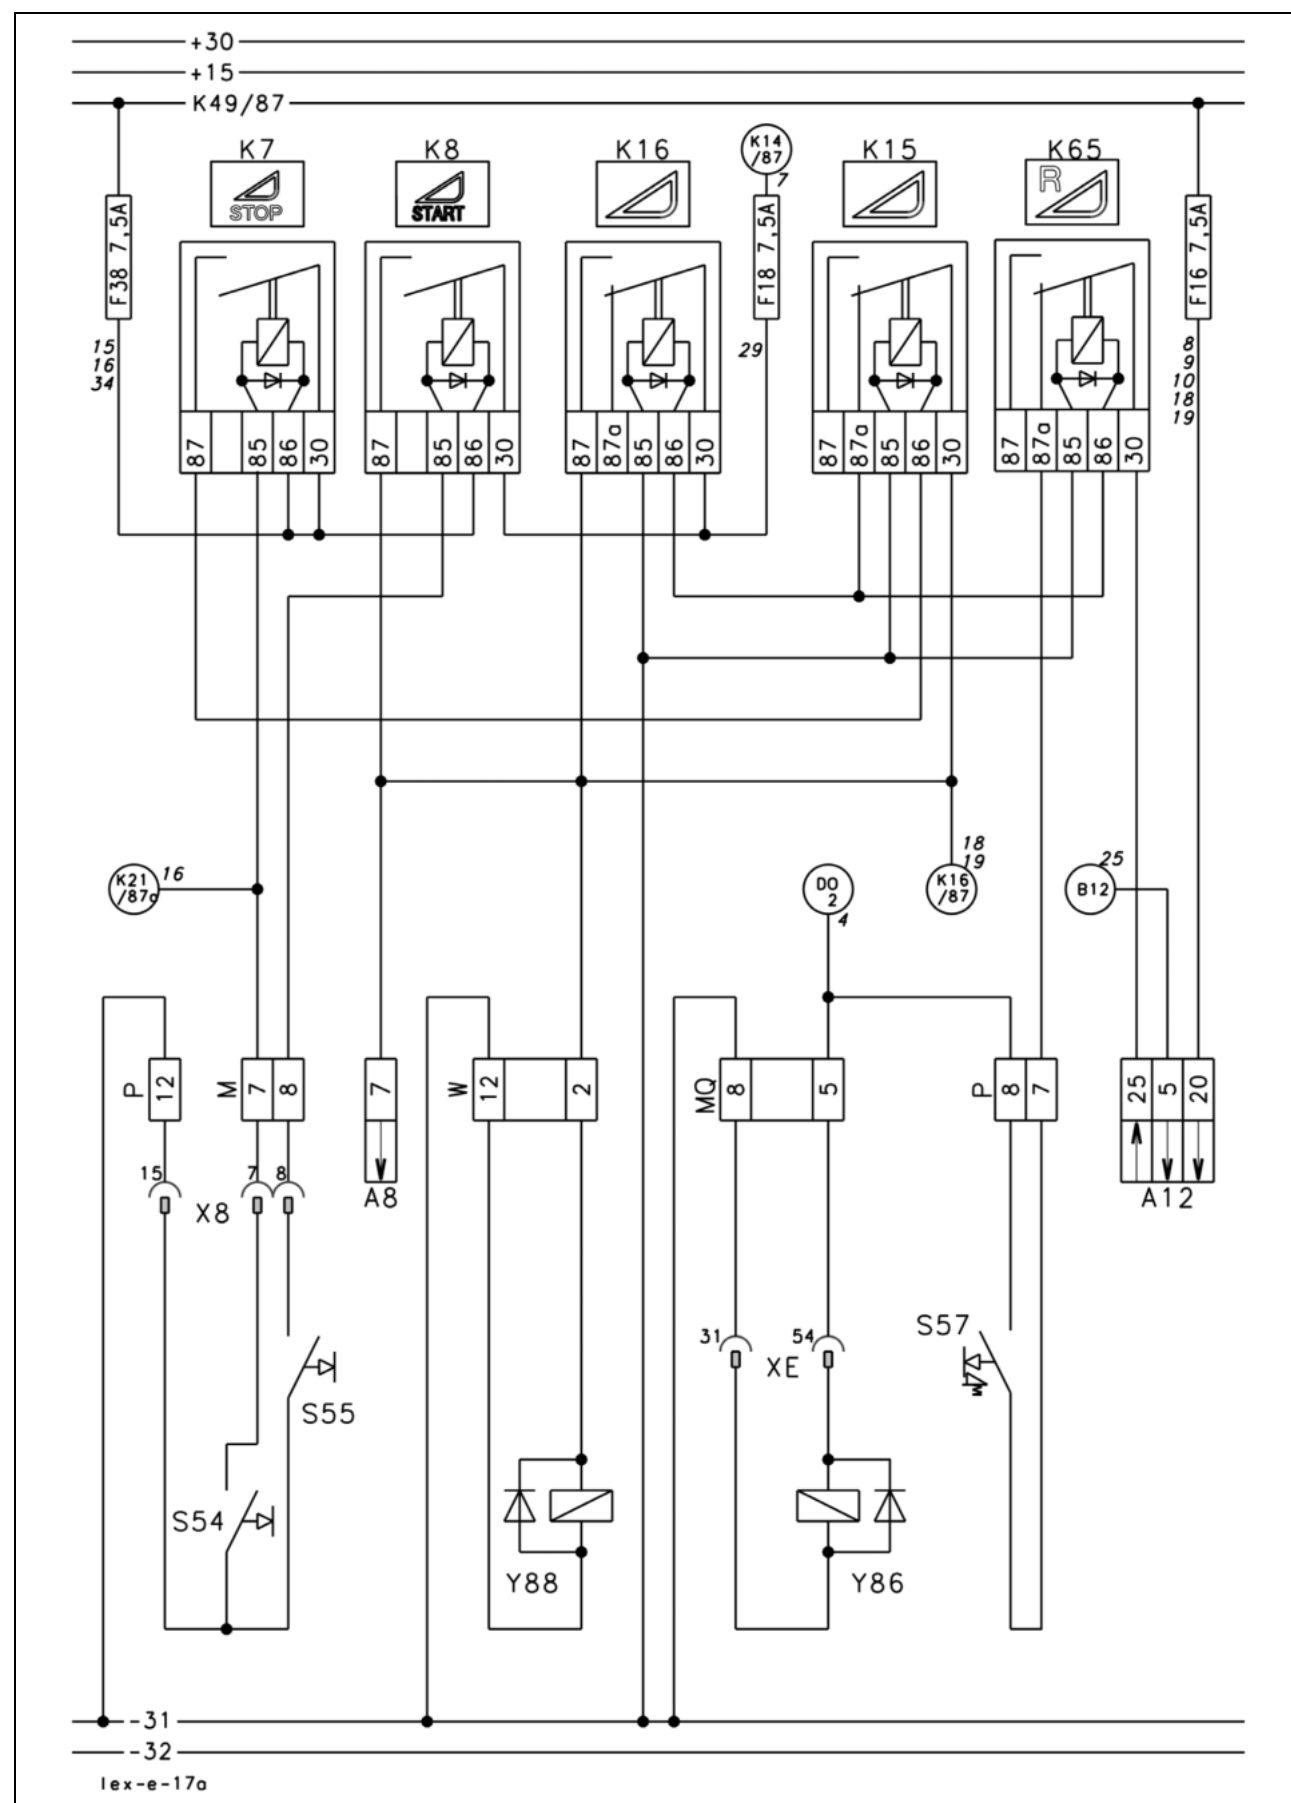 +30
+15
K49/87
K7
K8
K16
K14
/87
7
K15
K65
STOP
START
R
F38 7,5A
F18 7,5A
F16 7,5A
15
16
34
29
8
9
10
18
19
87 85 86 30
87 85 86 30
87 87a 85 86 30
87 87a 85 86 30
87 87a 85 86 30
K21
/87a
16
DO
2
4
18
19
K16
/87
25
B12
P 12
M 7 8
7
W 12 2
MQ 8 5
P 8 7
25 5 20
15
7
8
X8
A8
A12
31
54
XE
S57
S55
S54
Y88
Y86
-31
-32
lex-e-17a